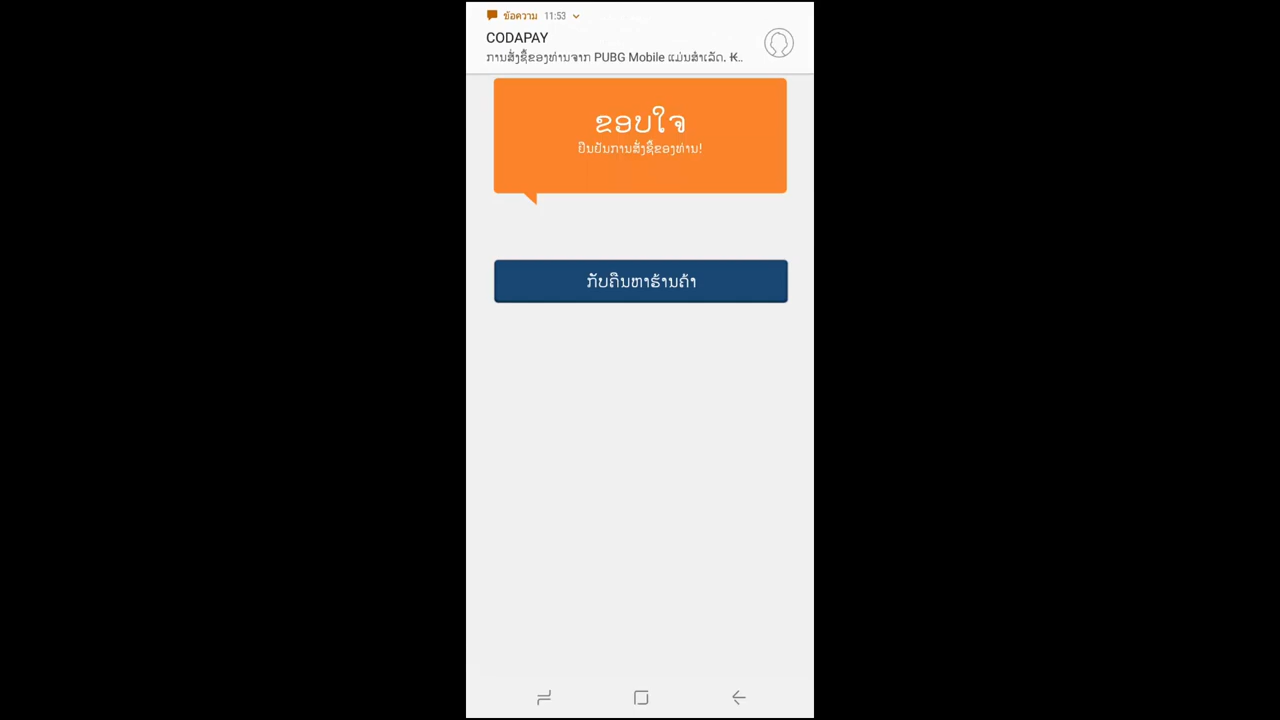 ข้อความ 11:53
CODAPAY
ການສັ່ງຊື້ຂອງທ່ານຈາກ PUBG Mobile ແມ່ນສຳເລັດ. ₭..
ຂອບໃຈ
ຢືນຢັນການສັ່ງຊື້ຂອງທ່ານ!
ກັບຄືນຫາຮ້ານຄ້າ